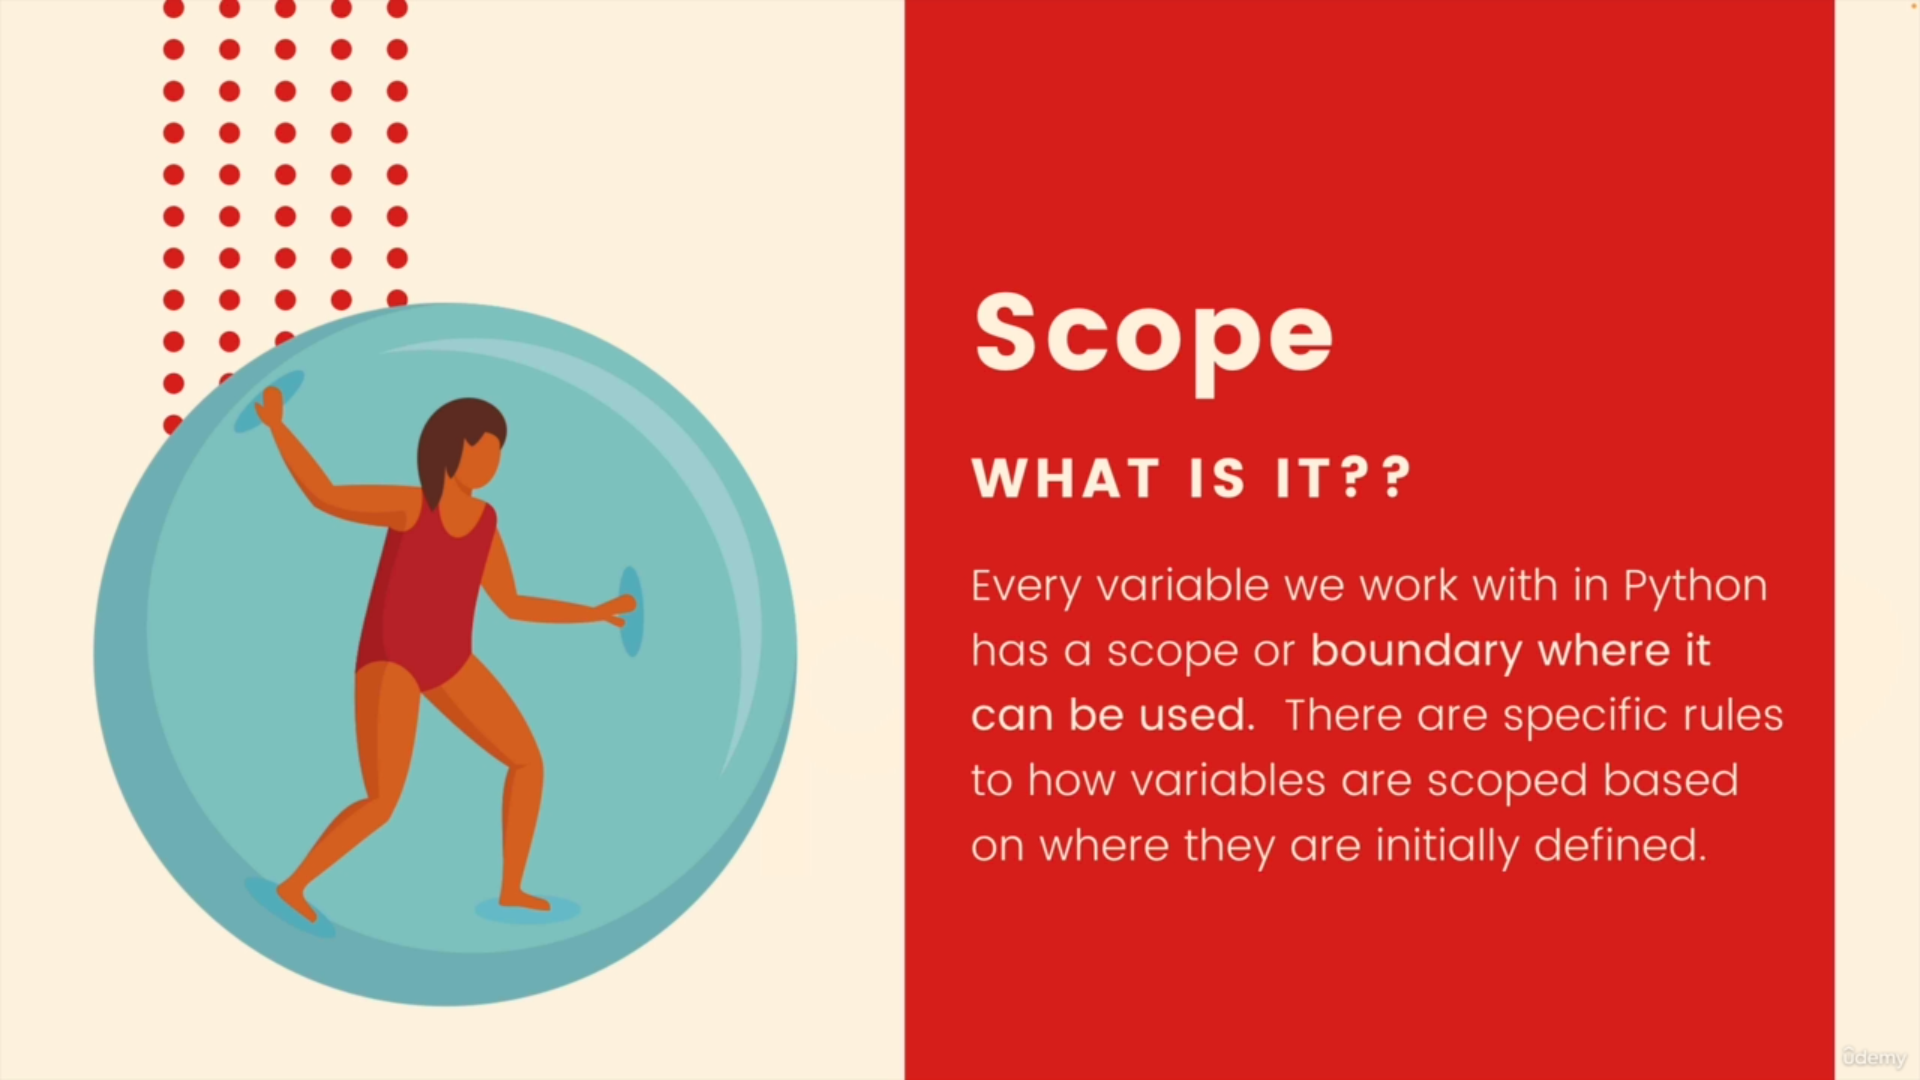 Scope
WHAT IS IT??
Every variable we work with in Python
has a scope or boundary where it
can be used. There are specific rules
to how variables are scoped based
on where they are initially defined.
ûdemy